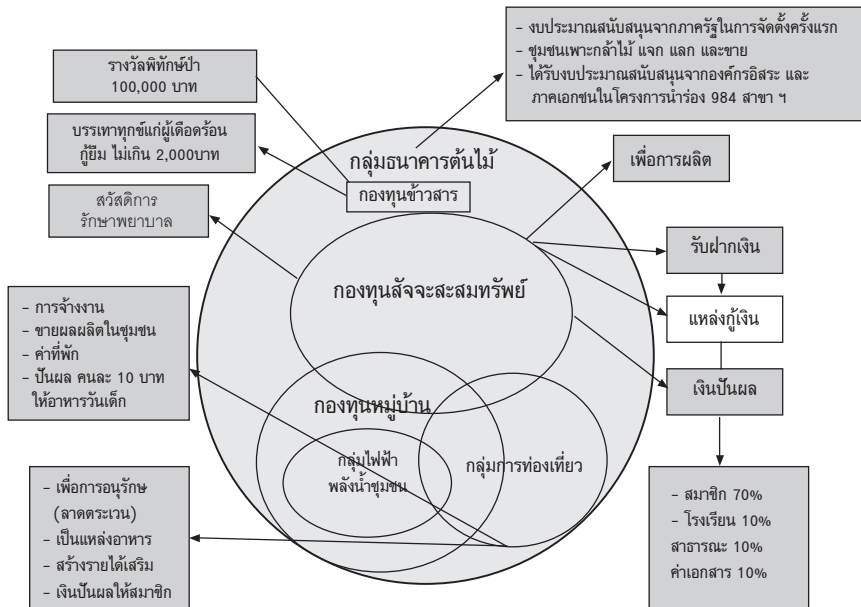 – งบประมาณสนับสนุนจากภาครัฐในการจัดตั้งครั้งแรก
– ชุมชนเพาะกล้าไม้ แจก แลก และขาย
– ได้รับงบประมาณสนับสนุนจากองค์กรอิสระ และ
ภาคเอกชนในโครงการนำร่อง 984 สาขา ฯ
รางวัลพิทักษ์ป่า
100,000 บาท
บรรเทาทุกข์แก่ผู้เดือดร้อน
กู้ยืม ไม่เกิน 2,000บาท
กลุ่มธนาคารต้นไม้
เพื่อการผลิต
กองทุนข้าวสาร
สวัสดิการ
รักษาพยาบาล
รับฝากเงิน
กองทุนสัจจะสะสมทรัพย์
แหล่งกู้เงิน
– การจ้างงาน
– ขายผลผลิตในชุมชน
– ค่าที่พัก
– ปันผล คนละ 10 บาท
ให้อาหารวันเด็ก
เงินปันผล
กองทุนหมู่บ้าน
กลุ่มไฟฟ้า
พลังน้ำชุมชน
กลุ่มการท่องเที่ยว
– เพื่อการอนุรักษ์
(ลาดตระเวน)
– เป็นแหล่งอาหาร
– สร้างรายได้เสริม
– เงินปันผลให้สมาชิก
– สมาชิก 70%
– โรงเรียน 10%
สาธารณะ 10%
ค่าเอกสาร 10%